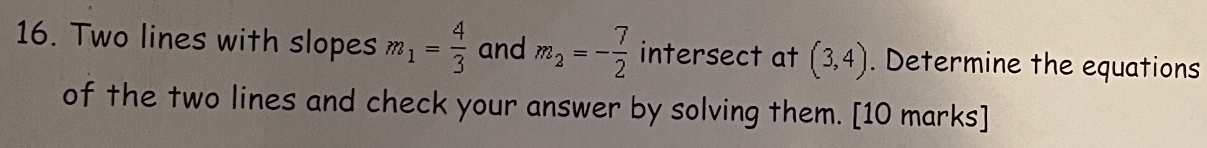 16. Two lines with slopes m₁ = 4/3 and m₂ = -7/2 intersect at (3,4). Determine the equations
of the two lines and check your answer by solving them. [10 marks]